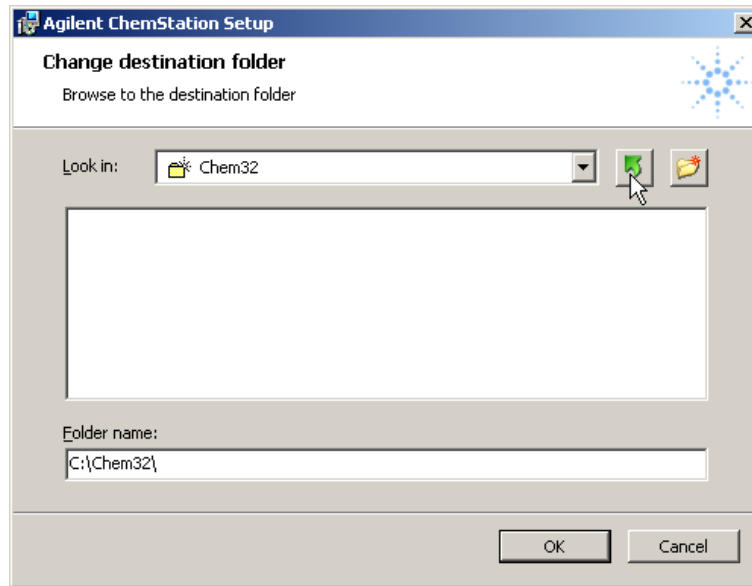 Agilent ChemStation Setup
Change destination folder
Browse to the destination folder
Look in: Chem32
Folder name:
C:\Chem32\
OK Cancel